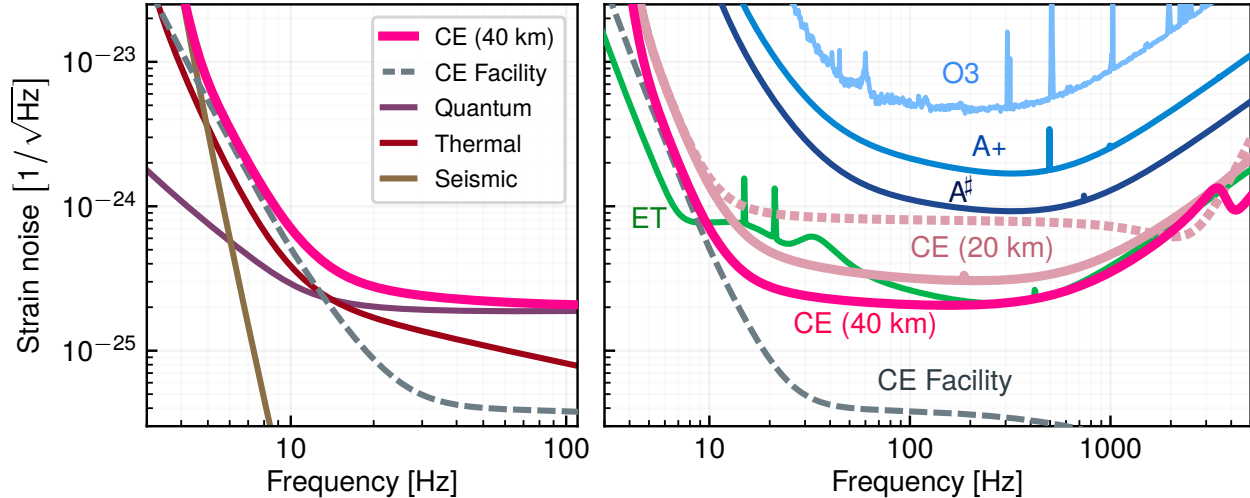 Strain noise [1/√Hz]
10⁻²³
10⁻²⁴
10⁻²⁵
CE (40 km)
CE Facility
Quantum
Thermal
Seismic
10
100
Frequency [Hz]
O3
A+
A♯
ET
CE (20 km)
CE (40 km)
CE Facility
10
100
1000
Frequency [Hz]